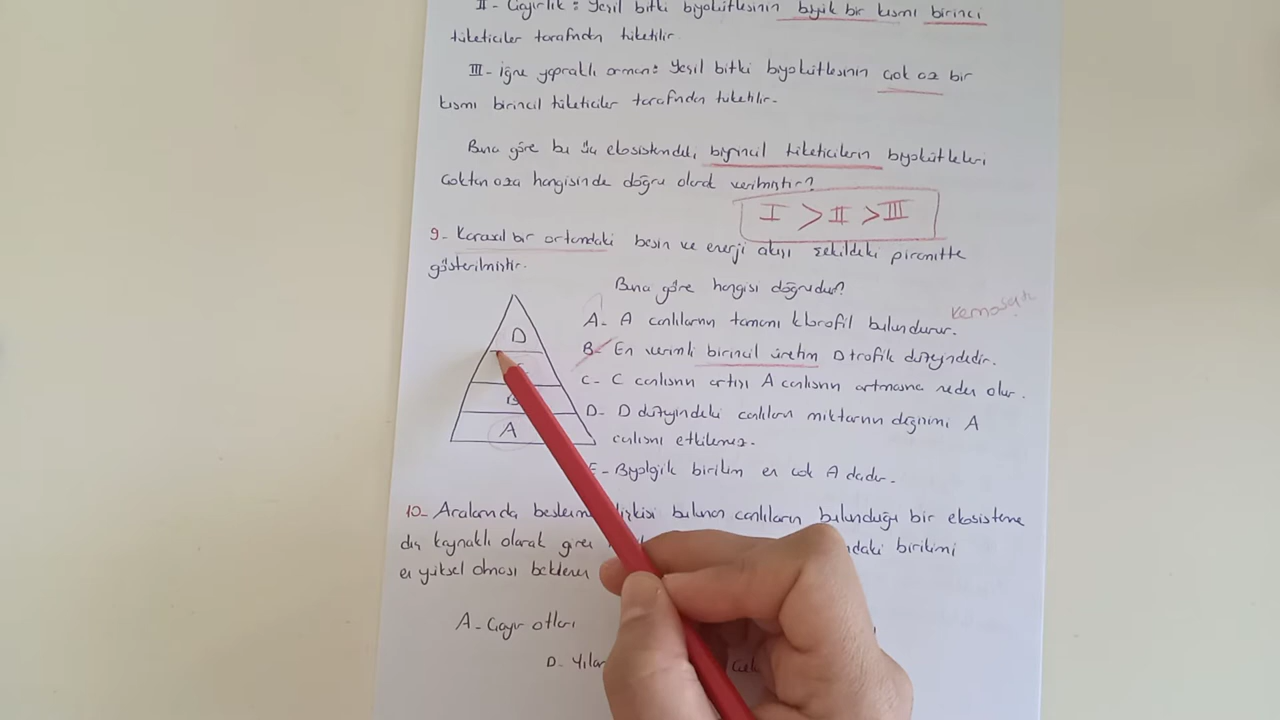 II- Çayırlık : Yeşil bitki biyokütlesinin büyük bir kısmı birinci
tüketiciler tarafından tüketilir.
III- İğne yapraklı orman : Yeşil bitki biyokütlesinin çok az bir
kısmı birincil tüketiciler tarafından tüketilir.
Buna göre bu üç ekosistemdeki birincil tüketicilerin biyokütleleri
çoktan aza hangisinde doğru olarak verilmiştir?
I > II > III
9- Karasal bir ortamdaki besin ve enerji akışı şekildeki piramitte
gösterilmiştir.
Buna göre hangisi doğrudur?
A- A canlılarının tamamı klorofil bulundurur.
B- En verimli birincil üretim D trofik düzeyindedir.
C- C canlısının artışı A canlısının artmasına neden olur.
D- D düzeyindeki canlıların miktarının değişimi A
canlısını etkilemez.
E- Biyolojik birikim en çok A dadır.
D
A
10- Aralarında beslenme ilişkisi bulunan canlıların bulunduğu bir ekosisteme
dış kaynaklı olarak giren
birikimi
en yüksek olması beklenen
A- Çayır otları
D- Yılan